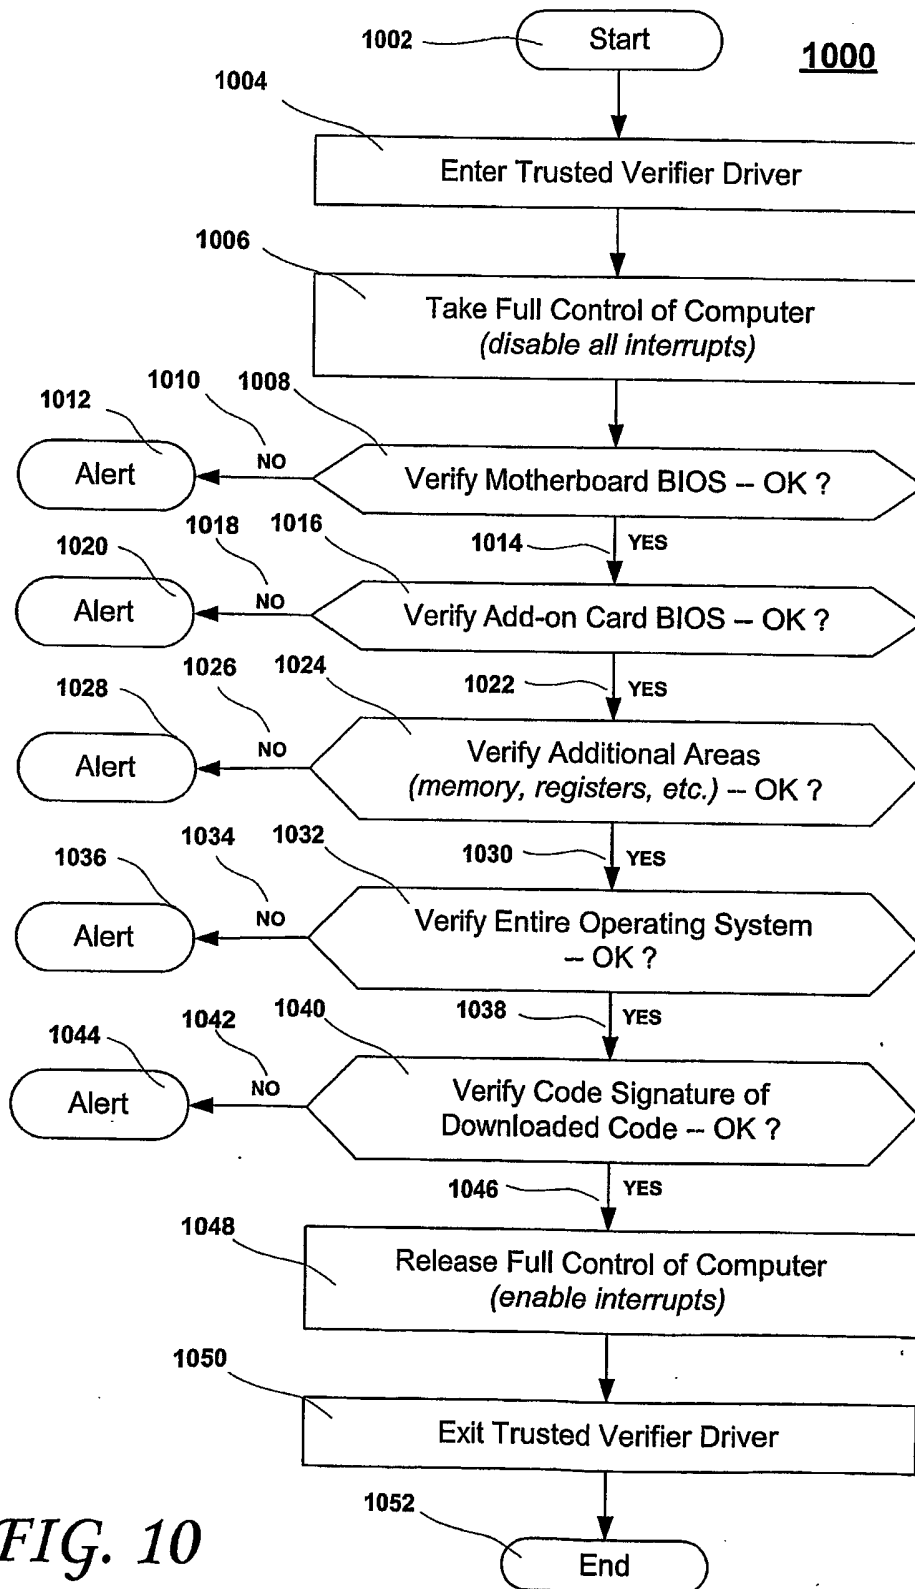 1002
Start
1000
1004
Enter Trusted Verifier Driver
1006
Take Full Control of Computer
(disable all interrupts)
1008
1010
1012
Alert
NO
Verify Motherboard BIOS -- OK ?
1014
YES
1016
1018
1020
Alert
NO
Verify Add-on Card BIOS -- OK ?
1022
YES
1024
1026
1028
Alert
NO
Verify Additional Areas
(memory, registers, etc.) -- OK ?
1030
YES
1032
1034
1036
Alert
NO
Verify Entire Operating System
-- OK ?
1038
YES
1040
1042
1044
Alert
NO
Verify Code Signature of
Downloaded Code -- OK ?
1046
YES
1048
Release Full Control of Computer
(enable interrupts)
1050
Exit Trusted Verifier Driver
1052
End
FIG. 10